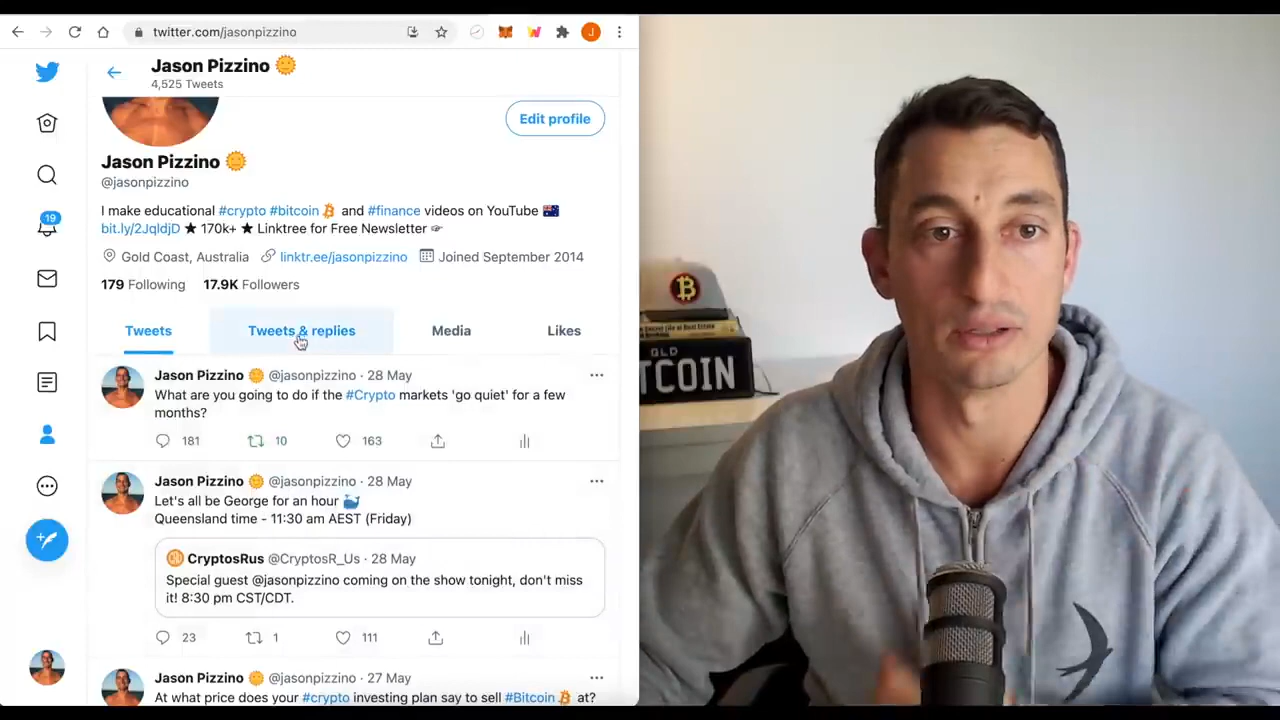 twitter.com/jasonpizzino
J
Jason Pizzino
4,525 Tweets
Edit profile
Jason Pizzino
@jasonpizzino
I make educational #crypto #bitcoin and #finance videos on YouTube
bit.ly/2JqldjD ★ 170k+ ★ Linktree for Free Newsletter
Gold Coast, Australia linktr.ee/jasonpizzino Joined September 2014
179 Following 17.9K Followers
Tweets Tweets & replies Media Likes
19
Jason Pizzino @jasonpizzino · 28 May
What are you going to do if the #Crypto markets 'go quiet' for a few
months?
181 10 163
Jason Pizzino @jasonpizzino · 28 May
Let's all be George for an hour
Queensland time - 11:30 am AEST (Friday)
CryptosRus @CryptosR_Us · 28 May
Special guest @jasonpizzino coming on the show tonight, don't miss
it! 8:30 pm CST/CDT.
23 1 111
Jason Pizzino @jasonpizzino · 27 May
At what price does your #crypto investing plan say to sell #Bitcoin at?
QLD
TCOIN